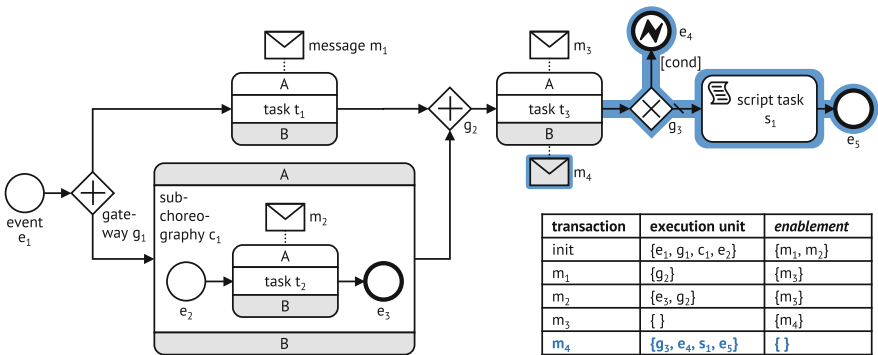 message m1
A
task t1
B
event
e1
gate-
way g1
A
sub-
choreo-
graphy c1
m2
A
task t2
B
e2
e3
B
g2
m3
A
task t3
B
m4
e4
[cond]
g3
script task
s1
e5
transaction execution unit enablement
init {e1, g1, c1, e2} {m1, m2}
m1 {g2} {m3}
m2 {e3, g2} {m3}
m3 { } {m4}
m4 {g3, e4, s1, e5} { }